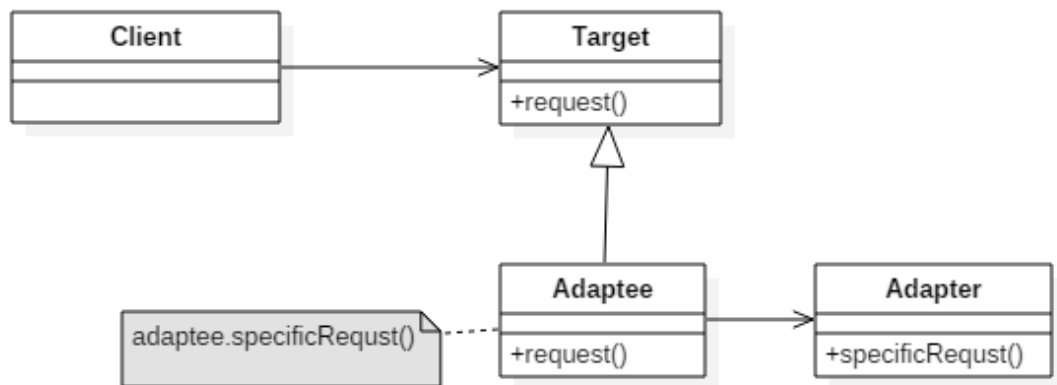 Client
Target
+request()
Adaptee
Adapter
adaptee.specificRequst()
+request()
+specificRequst()